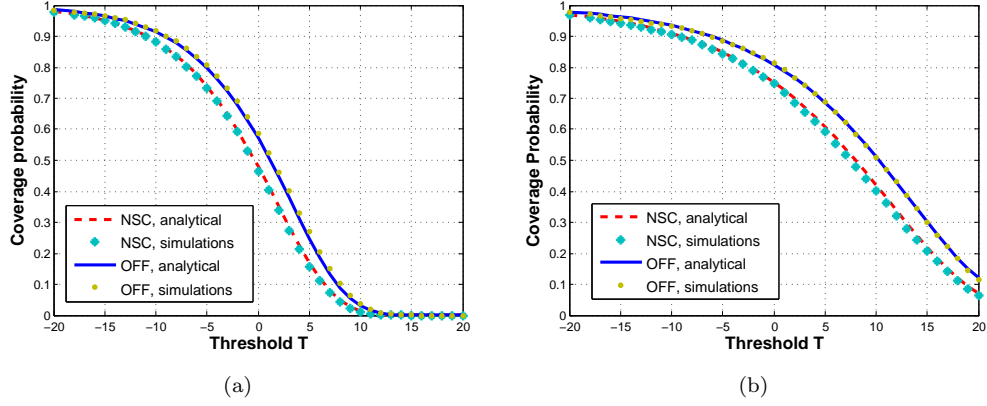 1
0.9
0.8
0.7
0.6
0.5
0.4
0.3
0.2
0.1
0
Coverage probability
NSC, analytical
NSC, simulations
OFF, analytical
OFF, simulations
−20 −15 −10 −5 0 5 10 15 20
Threshold T
(a)
1
0.9
0.8
0.7
0.6
0.5
0.4
0.3
0.2
0.1
0
Coverage Probability
NSC, analytical
NSC, simulations
OFF, analytical
OFF, simulations
−20 −15 −10 −5 0 5 10 15 20
Threshold T
(b)